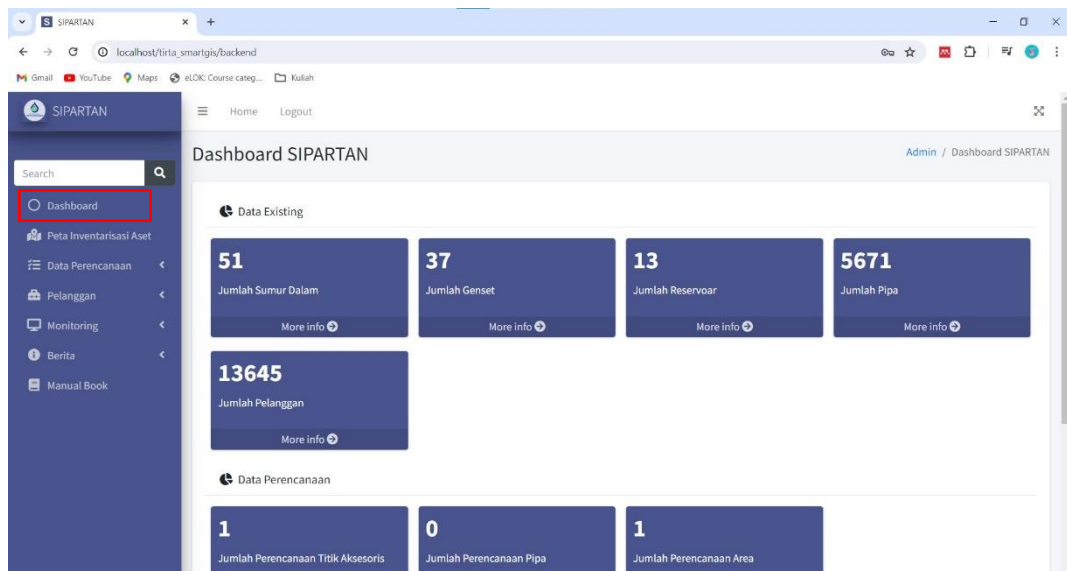 SIPARTAN
localhost/tirta_smartgis/backend
Gmail YouTube Maps eLOK: Course categ... Kuliah
SIPARTAN
Home Logout
Dashboard SIPARTAN
Admin / Dashboard SIPARTAN
Search
Dashboard
Peta Inventarisasi Aset
Data Perencanaan
Pelanggan
Monitoring
Berita
Manual Book
Data Existing
51
Jumlah Sumur Dalam
More info
37
Jumlah Genset
More info
13
Jumlah Reservoar
More info
5671
Jumlah Pipa
More info
13645
Jumlah Pelanggan
More info
Data Perencanaan
1
Jumlah Perencanaan Titik Aksesoris
0
Jumlah Perencanaan Pipa
1
Jumlah Perencanaan Area